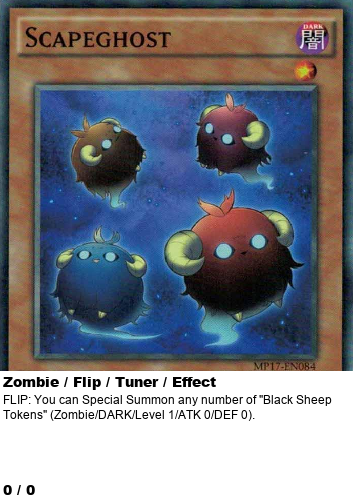 SCAPEGHOST
DARK
闇
MP17-EN084
Zombie / Flip / Tuner / Effect
FLIP: You can Special Summon any number of "Black Sheep
Tokens" (Zombie/DARK/Level 1/ATK 0/DEF 0).
0 / 0